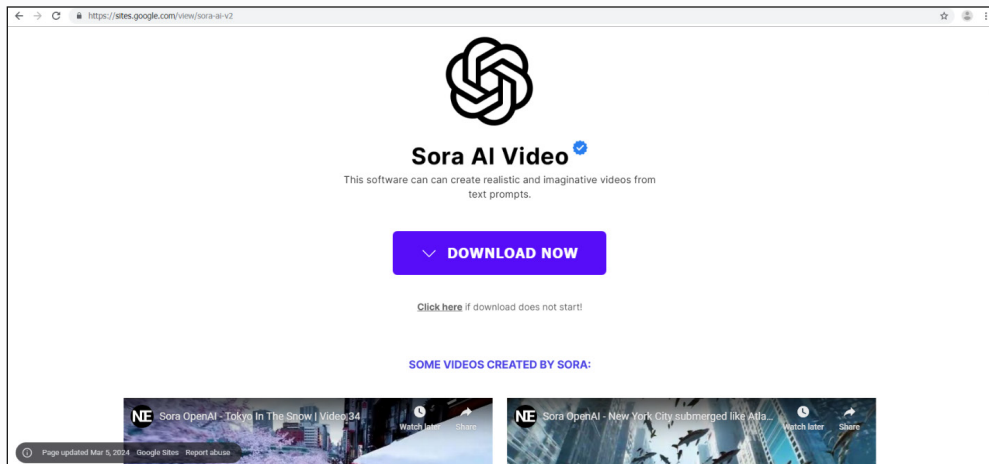 https://sites.google.com/view/sora-ai-v2
Sora AI Video
This software can can create realistic and imaginative videos from
text prompts.
DOWNLOAD NOW
Click here if download does not start!
SOME VIDEOS CREATED BY SORA:
NE Sora OpenAI - Tokyo In The Snow | Video 34 Watch later Share
NE Sora OpenAI - New York City submerged like Atla... Watch later Share
Page updated Mar 5, 2024 Google Sites Report abuse